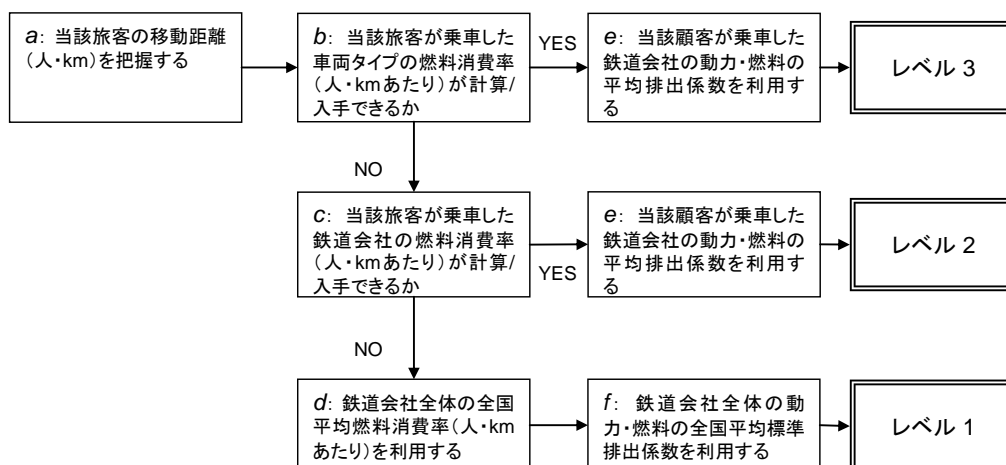 a: 当該旅客の移動距離
(人・km)を把握する
b: 当該旅客が乗車した
車両タイプの燃料消費率
(人・kmあたり)が計算/
入手できるか
YES
e: 当該顧客が乗車した
鉄道会社の動力・燃料の
平均排出係数を利用す
る
レベル 3
NO
c: 当該旅客が乗車した
鉄道会社の燃料消費率
(人・kmあたり)が計算/
入手できるか
YES
e: 当該顧客が乗車した
鉄道会社の動力・燃料の
平均排出係数を利用す
る
レベル 2
NO
d: 鉄道会社全体の全国
平均燃料消費率(人・km
あたり)を利用する
f: 鉄道会社全体の動
力・燃料の全国平均標準
排出係数を利用する
レベル 1